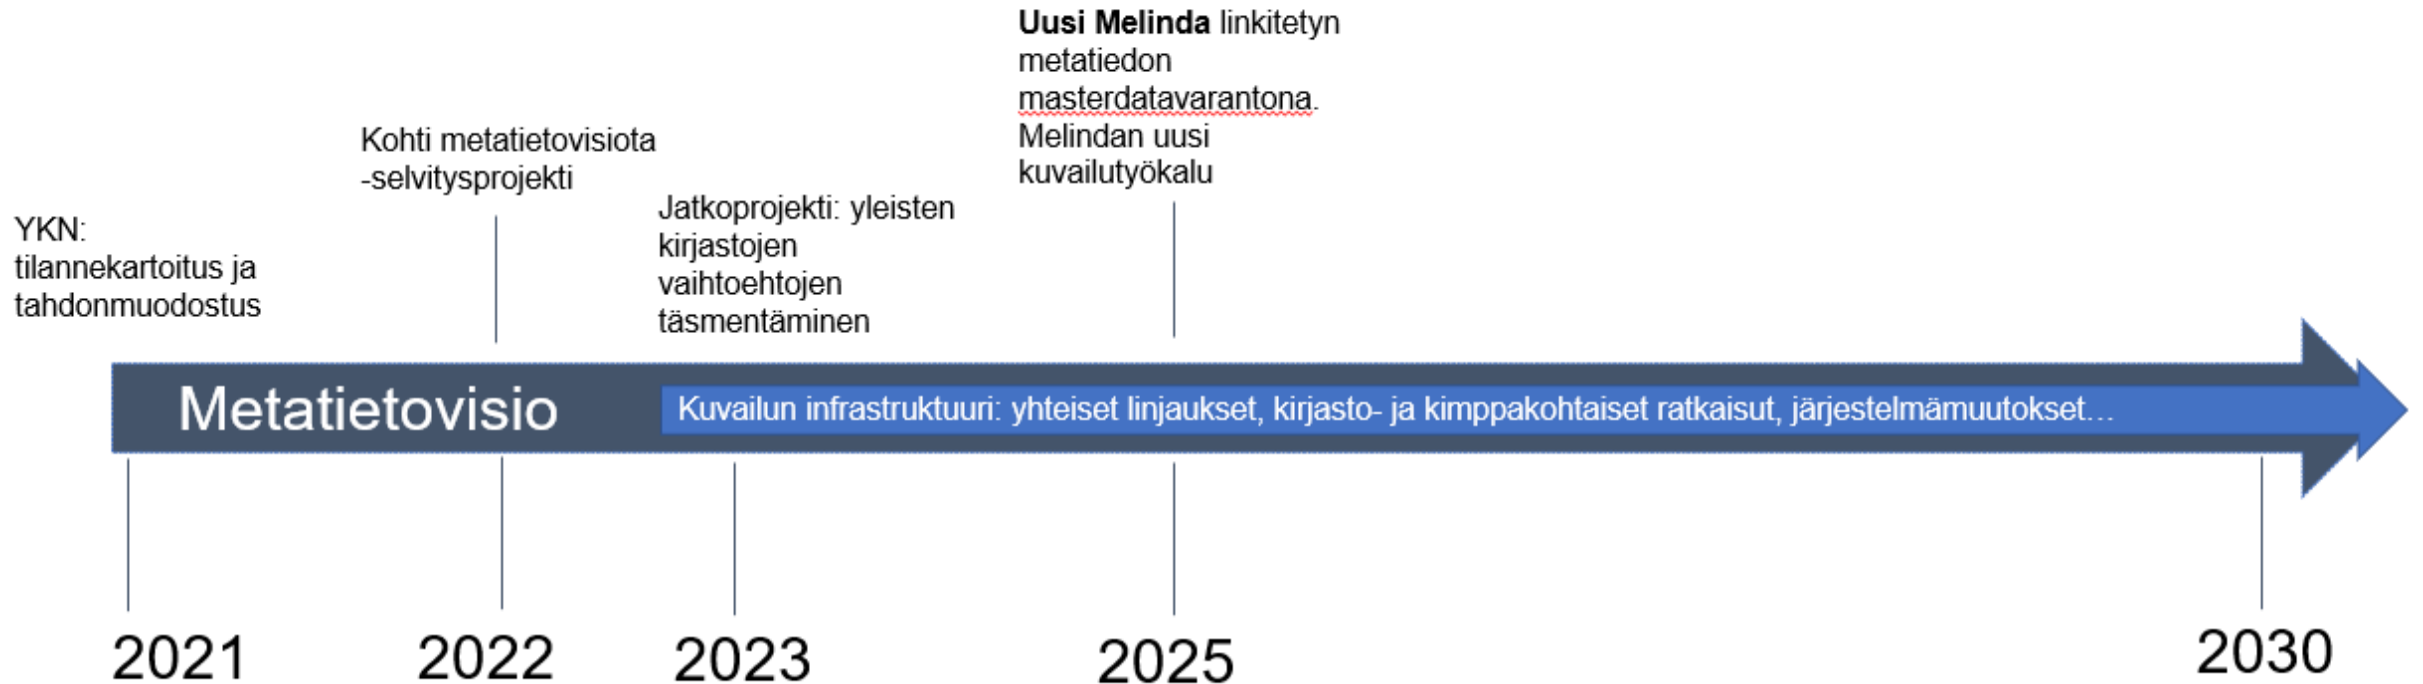 YKN:
tilannekartoitus ja
tahdonmuodostus
Kohti metatietovisiota
-selvitysprojekti
Jatkoprojekti: yleisten
kirjastojen
vaihtoehtojen
täsmentäminen
Uusi Melinda linkitetyn
metatiedon
masterdatavarantona.
Melindan uusi
kuvailutyökalu
Metatietovisio
Kuvailun infrastruktuuri: yhteiset linjaukset, kirjasto- ja kimppakohtaiset ratkaisut, järjestelmämuutokset...
2021
2022
2023
2025
2030